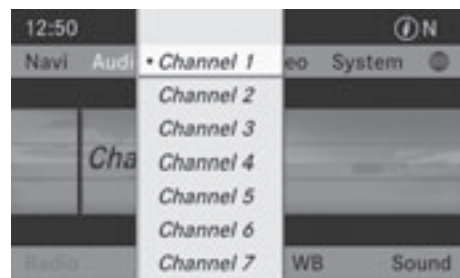 12:50 N
Navi Audi • Channel 1 eo System
Channel 2
Channel 3
Cha Channel 4
Channel 5
Channel 6
Radio Channel 7 WB Sound